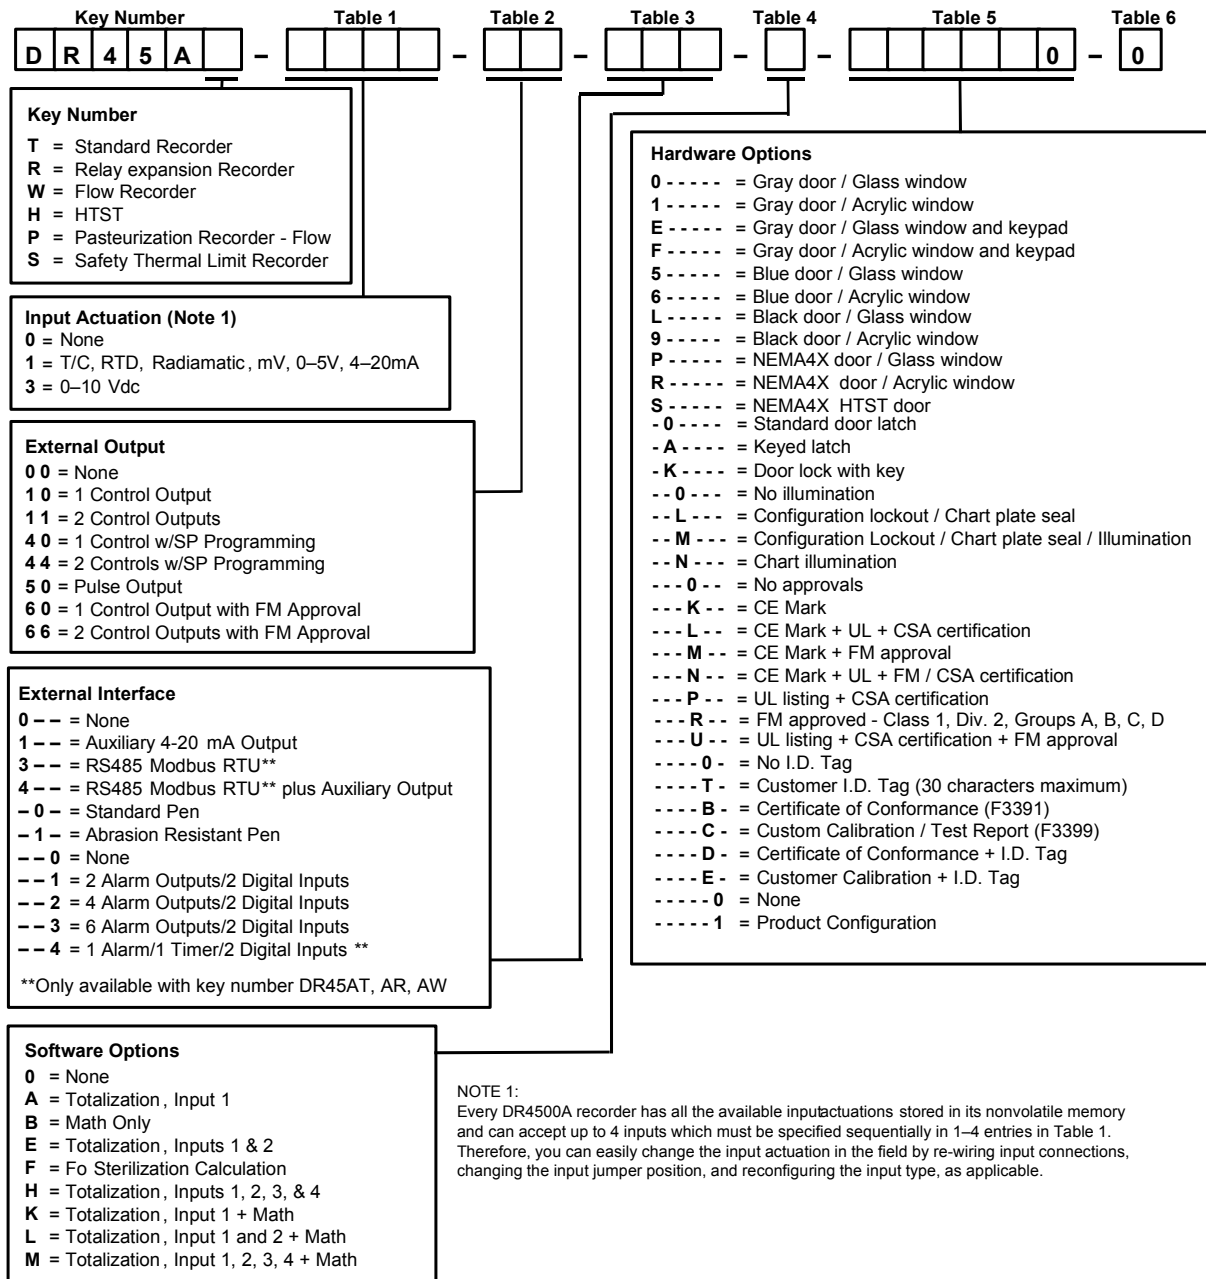 Key Number Table 1 Table 2 Table 3 Table 4 Table 5 Table 6
D R 4 5 A – – – – - 0 – 0
Key Number
T = Standard Recorder
R = Relay expansion Recorder
W = Flow Recorder
H = HTST
P = Pasteurization Recorder - Flow
S = Safety Thermal Limit Recorder
Input Actuation (Note 1)
0 = None
1 = T/C, RTD, Radiamatic, mV, 0–5V, 4–20mA
3 = 0–10 Vdc
External Output
0 0 = None
1 0 = 1 Control Output
1 1 = 2 Control Outputs
4 0 = 1 Control w/SP Programming
4 4 = 2 Controls w/SP Programming
5 0 = Pulse Output
6 0 = 1 Control Output with FM Approval
6 6 = 2 Control Outputs with FM Approval
External Interface
0 – – = None
1 – – = Auxiliary 4-20 mA Output
3 – – = RS485 Modbus RTU**
4 – – = RS485 Modbus RTU** plus Auxiliary Output
– 0 – = Standard Pen
– 1 – = Abrasion Resistant Pen
– – 0 = None
– – 1 = 2 Alarm Outputs/2 Digital Inputs
– – 2 = 4 Alarm Outputs/2 Digital Inputs
– – 3 = 6 Alarm Outputs/2 Digital Inputs
– – 4 = 1 Alarm/1 Timer/2 Digital Inputs **
**Only available with key number DR45AT, AR, AW
Software Options
0 = None
A = Totalization, Input 1
B = Math Only
E = Totalization, Inputs 1 & 2
F = Fo Sterilization Calculation
H = Totalization, Inputs 1, 2, 3, & 4
K = Totalization, Input 1 + Math
L = Totalization, Input 1 and 2 + Math
M = Totalization, Input 1, 2, 3, 4 + Math
Hardware Options
0 - - - - - = Gray door / Glass window
1 - - - - - = Gray door / Acrylic window
E - - - - - = Gray door / Glass window and keypad
F - - - - - = Gray door / Acrylic window and keypad
5 - - - - - = Blue door / Glass window
6 - - - - - = Blue door / Acrylic window
L - - - - - = Black door / Glass window
9 - - - - - = Black door / Acrylic window
P - - - - - = NEMA4X door / Glass window
R - - - - - = NEMA4X door / Acrylic window
S - - - - - = NEMA4X HTST door
- 0 - - - - = Standard door latch
- A - - - - = Keyed latch
- K - - - - = Door lock with key
- - 0 - - - = No illumination
- - L - - - = Configuration lockout / Chart plate seal
- - M - - - = Configuration Lockout / Chart plate seal / Illumination
- - N - - - = Chart illumination
- - - 0 - - = No approvals
- - - K - - = CE Mark
- - - L - - = CE Mark + UL + CSA certification
- - - M - - = CE Mark + FM approval
- - - N - - = CE Mark + UL + FM / CSA certification
- - - P - - = UL listing + CSA certification
- - - R - - = FM approved - Class 1, Div. 2, Groups A, B, C, D
- - - U - - = UL listing + CSA certification + FM approval
- - - - 0 - = No I.D. Tag
- - - - T - = Customer I.D. Tag (30 characters maximum)
- - - - B - = Certificate of Conformance (F3391)
- - - - C - = Custom Calibration / Test Report (F3399)
- - - - D - = Certificate of Conformance + I.D. Tag
- - - - E - = Customer Calibration + I.D. Tag
- - - - - 0 = None
- - - - - 1 = Product Configuration
NOTE 1:
Every DR4500A recorder has all the available inputactuations stored in its nonvolatile memory
and can accept up to 4 inputs which must be specified sequentially in 1–4 entries in Table 1.
Therefore, you can easily change the input actuation in the field by re-wiring input connections,
changing the input jumper position, and reconfiguring the input type, as applicable.